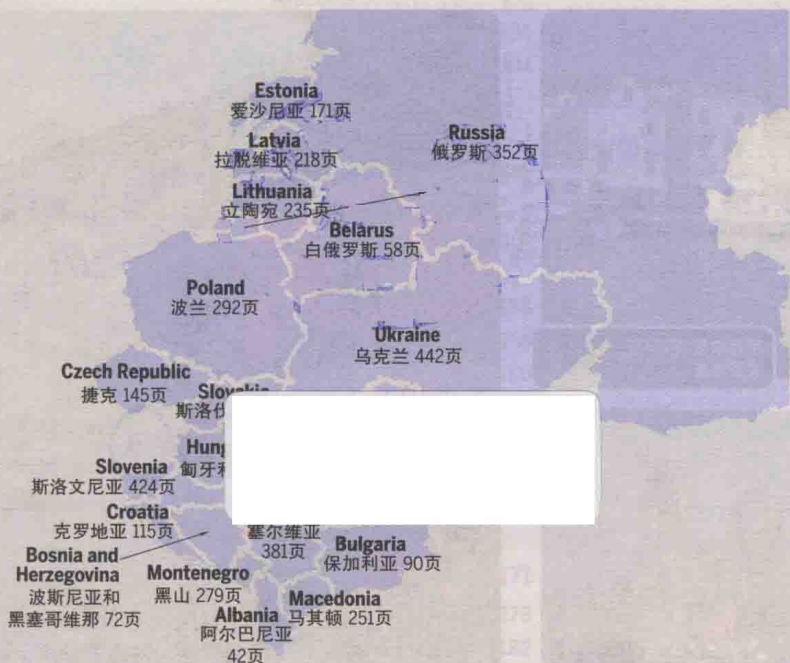 Estonia
爱沙尼亚 171页
Latvia
拉脱维亚 218页
Russia
俄罗斯 352页
Lithuania
立陶宛 235页
Belarus
白俄罗斯 58页
Poland
波兰 292页
Ukraine
乌克兰 442页
Czech Republic
捷克 145页
斯洛伐
Slovenia
斯洛文尼亚 424页
Hung
匈牙利
Croatia
克罗地亚 115页
塞尔维亚
381页
Bulgaria
保加利亚 90页
Bosnia and
Herzegovina
波斯尼亚和
黑塞哥维那 72页
Montenegro
黑山 279页
Macedonia
马其顿 251页
Albania
阿尔巴尼亚
42页